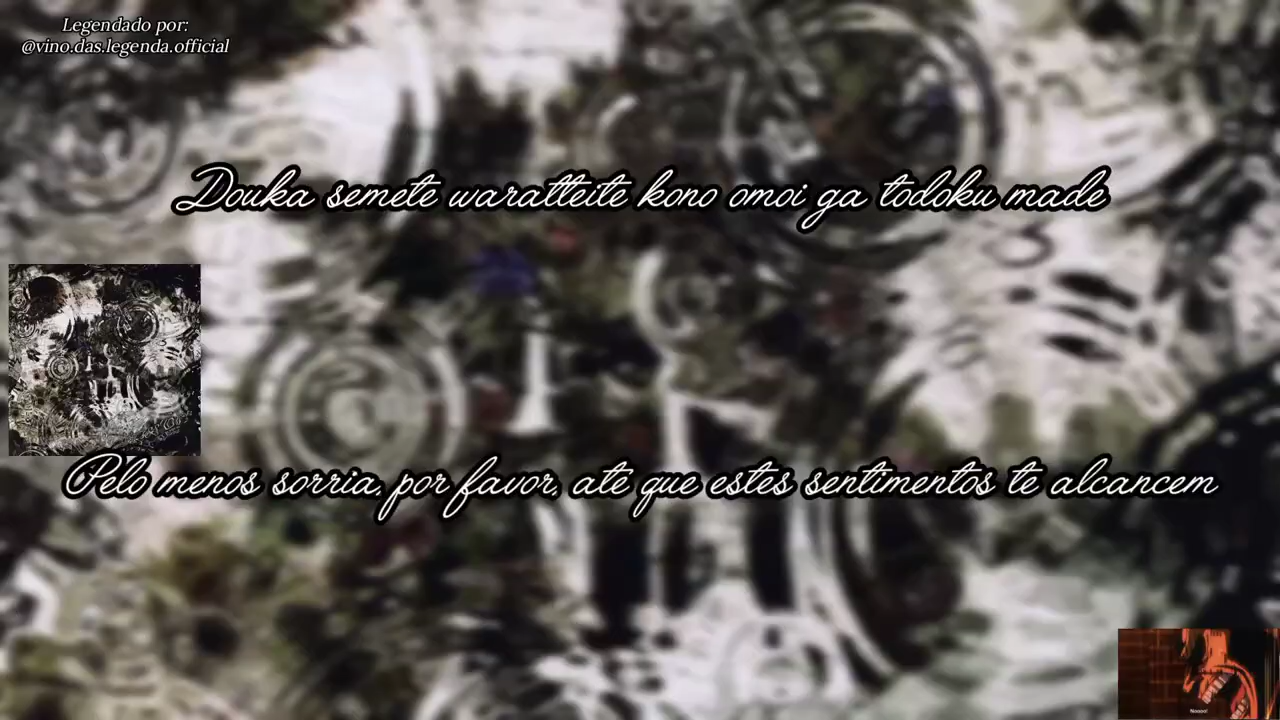 Legendado por:
@vino.das.legenda.official
Douka semete waratteite kono omoi ga todoku made
Pelo menos sorria, por favor, até que estes sentimentos te alcancem